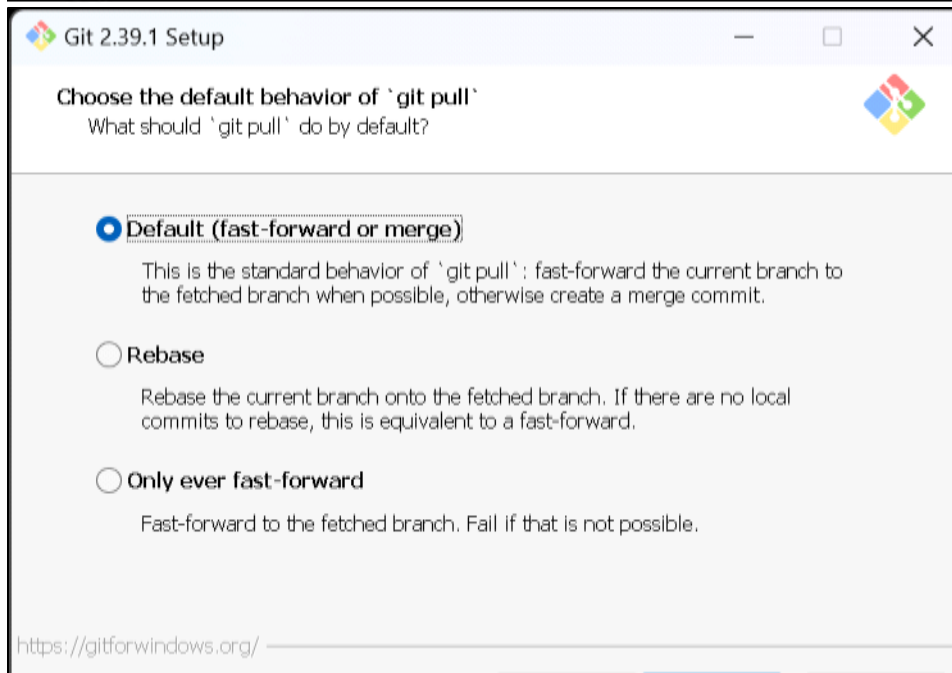 Git 2.39.1 Setup
Choose the default behavior of `git pull`
What should `git pull` do by default?
Default (fast-forward or merge)
This is the standard behavior of `git pull`: fast-forward the current branch to
the fetched branch when possible, otherwise create a merge commit.
Rebase
Rebase the current branch onto the fetched branch. If there are no local
commits to rebase, this is equivalent to a fast-forward.
Only ever fast-forward
Fast-forward to the fetched branch. Fail if that is not possible.
https://gitforwindows.org/